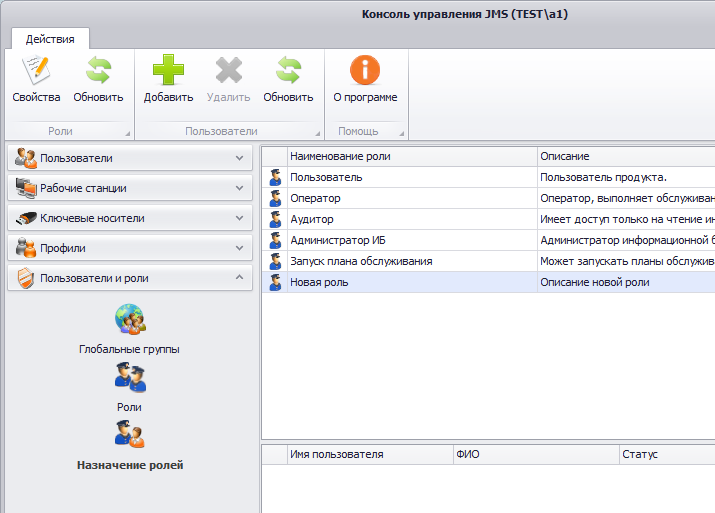 Консоль управления JMS (TEST\a1)
Действия
Свойства Обновить Добавить Удалить Обновить О программе
Роли Пользователи Помощь
Пользователи
Рабочие станции
Ключевые носители
Профили
Пользователи и роли
Глобальные группы
Роли
Назначение ролей
Наименование роли Описание
Пользователь Пользователь продукта.
Оператор Оператор, выполняет обслуживан
Аудитор Имеет доступ только на чтение ин
Администратор ИБ Администратор информационной б
Запуск плана обслуживания Может запускать планы обслужив
Новая роль Описание новой роли
Имя пользователя ФИО Статус